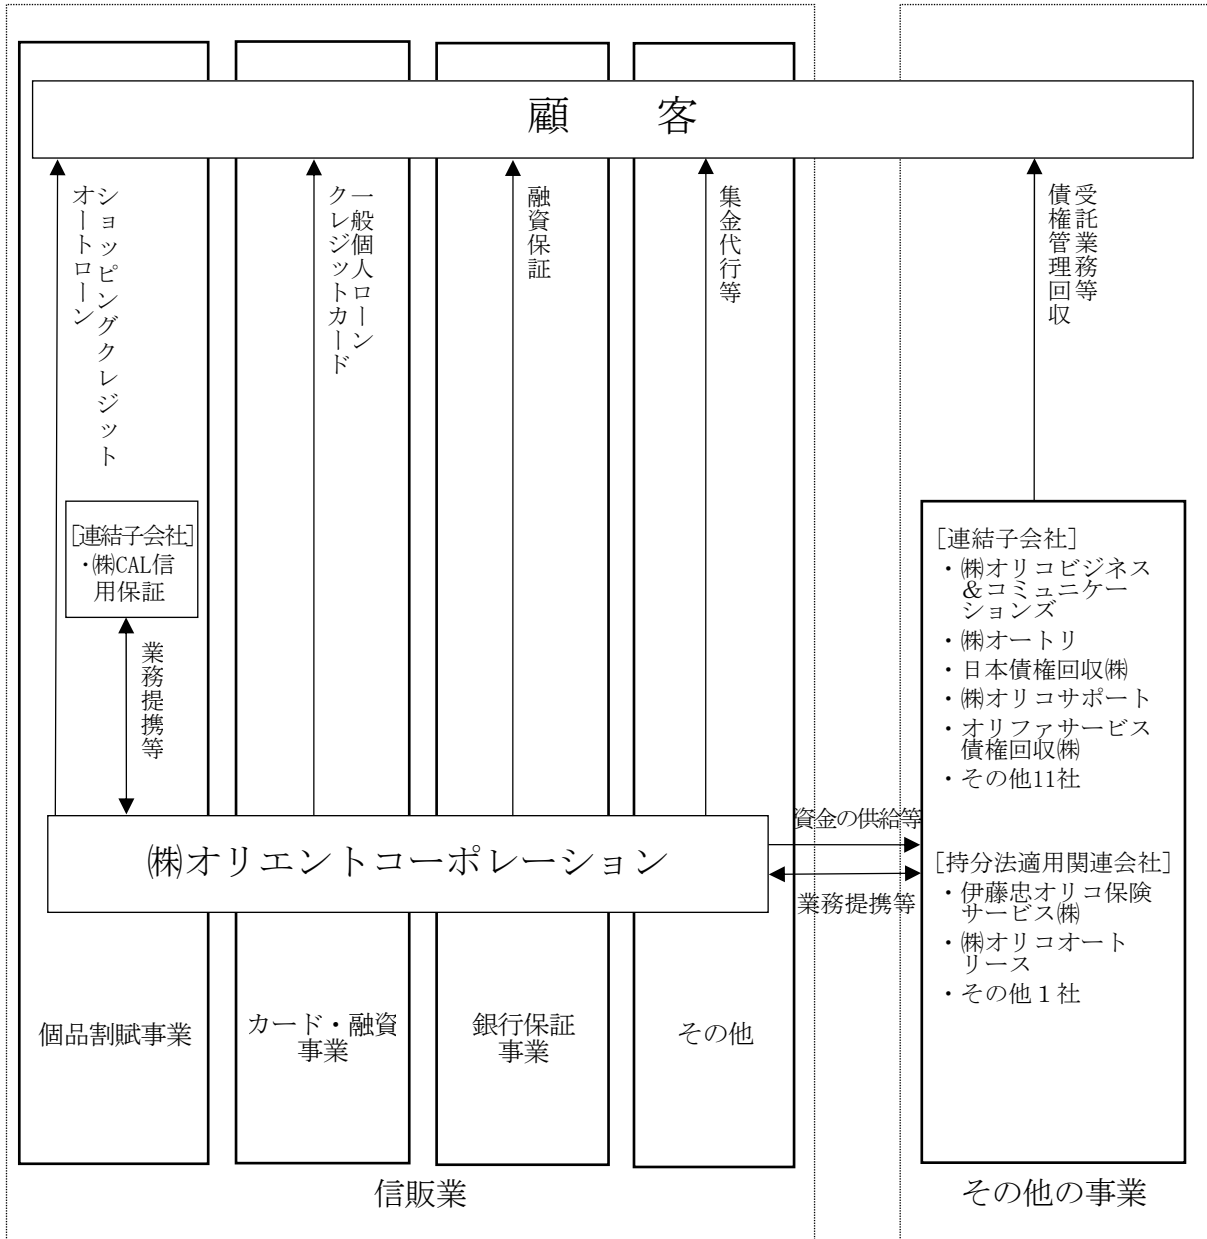 顧　　客
ショッピングクレジット
オートローン
一般個人ローン
クレジットカード
融資保証
集金代行等
受託業務等
債権管理回収
[連結子会社]
・㈱CAL信
用保証
業務提携等
[連結子会社]
・㈱オリコビジネス
＆コミュニケー
ションズ
・㈱オートリ
・日本債権回収㈱
・㈱オリコサポート
・オリファサービス
債権回収㈱
・その他11社
資金の供給等
㈱オリエントコーポレーション
業務提携等
[持分法適用関連会社]
・伊藤忠オリコ保険
サービス㈱
・㈱オリコオート
リース
・その他１社
個品割賦事業
カード・融資
事業
銀行保証
事業
その他
信販業
その他の事業